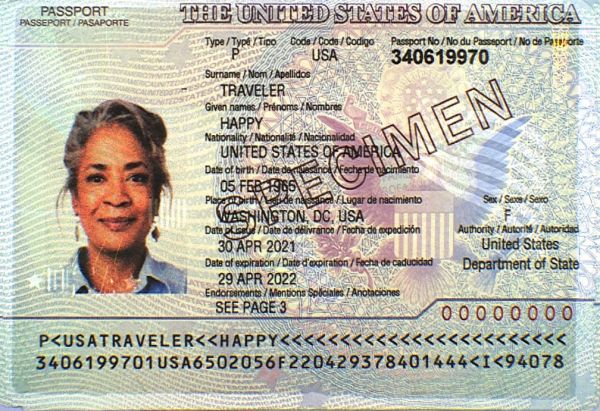 PASSPORT
PASSEPORT / PASAPORTE
THE UNITED STATES OF AMERICA
Type / Typé / Tipo Code / Code / Codigo Passport No / No du Passeport / No de Pasaporte
P USA 340619970
Surname / Nom / Apellidos
TRAVELER
Given names / Prénoms / Nombres
HAPPY
Nationality / Nationalité / Nacionalidad
UNITED STATES OF AMERICA
Date of birth / Date de naissance / Fecha de nacimiento
05 FEB 1965
Place of birth / Lieu de naissance / Lugar de nacimiento Sex / Sexe / Sexo
WASHINGTON, DC, USA F
Date of issue / Date de délivrance / Fecha de expedición Authority / Autorité / Autoridad
30 APR 2021 United States
Date of expiration / Date d'expiration / Fecha de caducidad Department of State
29 APR 2022
Endorsements / Mentions Spéciales / Anotaciones
SEE PAGE 3
SPECIMEN
00000000
P<USATRAVELER<<HAPPY<<<<<<<<<<<<<<<<<<<<<<<<
3406199701USA6502056F220429378401444<I<94078